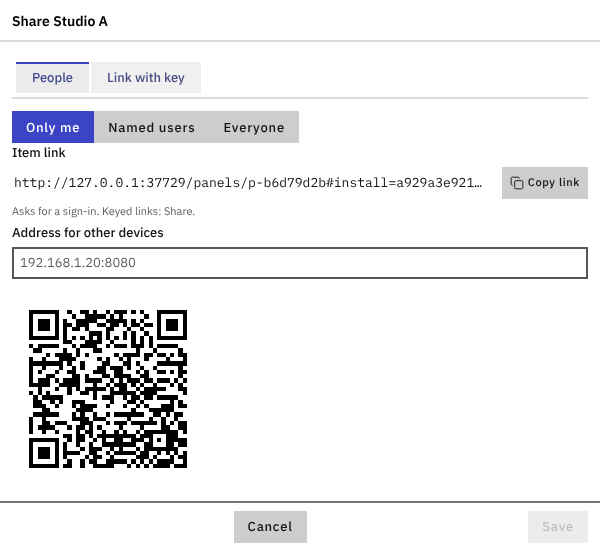 Share Studio A
People
Link with key
Only me
Named users
Everyone
Item link
http://127.0.0.1:37729/panels/p-b6d79d2b#install=a929a3e921…
Copy link
Asks for a sign-in. Keyed links: Share.
Address for other devices
192.168.1.20:8080
Cancel
Save